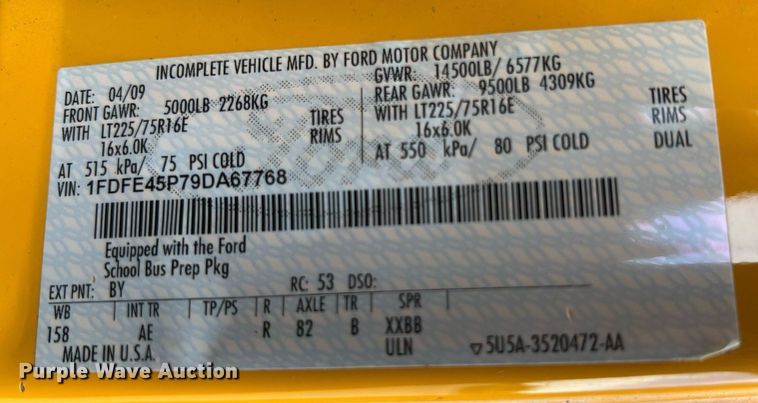 INCOMPLETE VEHICLE MFD. BY FORD MOTOR COMPANY
DATE: 04/09 GVWR: 14500LB/ 6577KG
FRONT GAWR: 5000LB 2268KG REAR GAWR: 9500LB 4309KG
WITH LT225/75R16E TIRES WITH LT225/75R16E TIRES
16x6.0K RIMS 16x6.0K RIMS
AT 515 kPa/ 75 PSI COLD AT 550 kPa/ 80 PSI COLD DUAL
VIN: 1FDFE45P79DA67768
Equipped with the Ford
School Bus Prep Pkg
EXT PNT: BY RC: 53 DSO:
WB INT TR TP/PS R AXLE TR SPR
158 AE R 82 B XXBB
MADE IN U.S.A. ULN ▽5U5A-3520472-AA
Purple Wave Auction